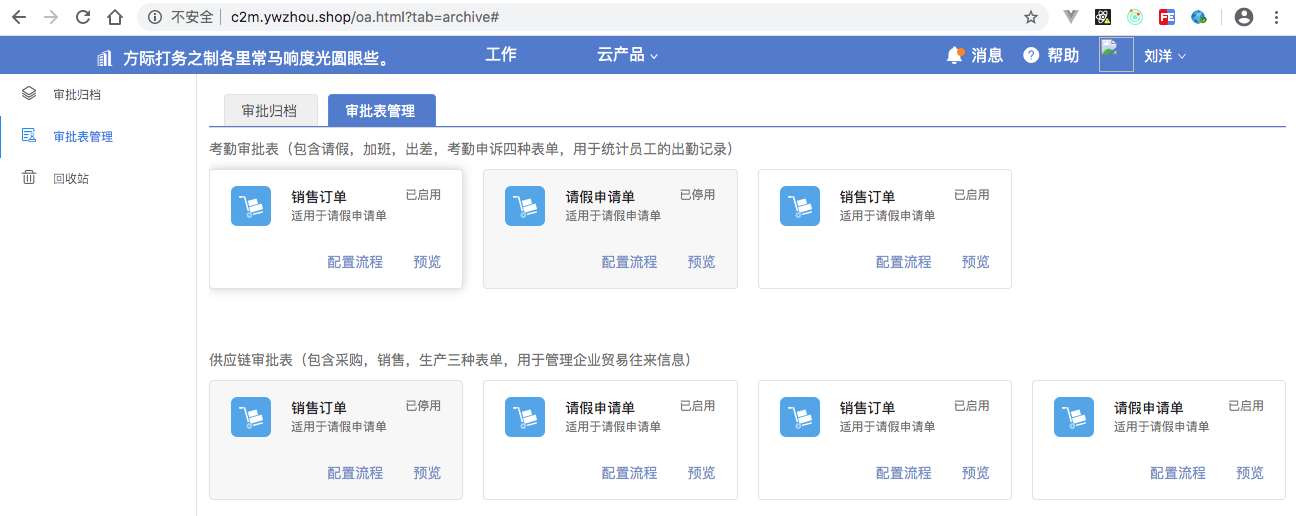 不安全 | c2m.ywzhou.shop/oa.html?tab=archive#
方际打务之制各里常马响度光圆眼些。 工作 云产品 消息 帮助 刘洋
审批归档
审批表管理
回收站
审批归档 审批表管理
考勤审批表（包含请假，加班，出差，考勤申诉四种表单，用于统计员工的出勤记录）
销售订单 已启用
适用于请假申请单
配置流程 预览
请假申请单 已停用
适用于请假申请单
配置流程 预览
销售订单 已启用
适用于请假申请单
配置流程 预览
供应链审批表（包含采购，销售，生产三种表单，用于管理企业贸易往来信息）
销售订单 已停用
适用于请假申请单
配置流程 预览
请假申请单 已启用
适用于请假申请单
配置流程 预览
销售订单 已启用
适用于请假申请单
配置流程 预览
请假申请单 已启用
适用于请假申请单
配置流程 预览